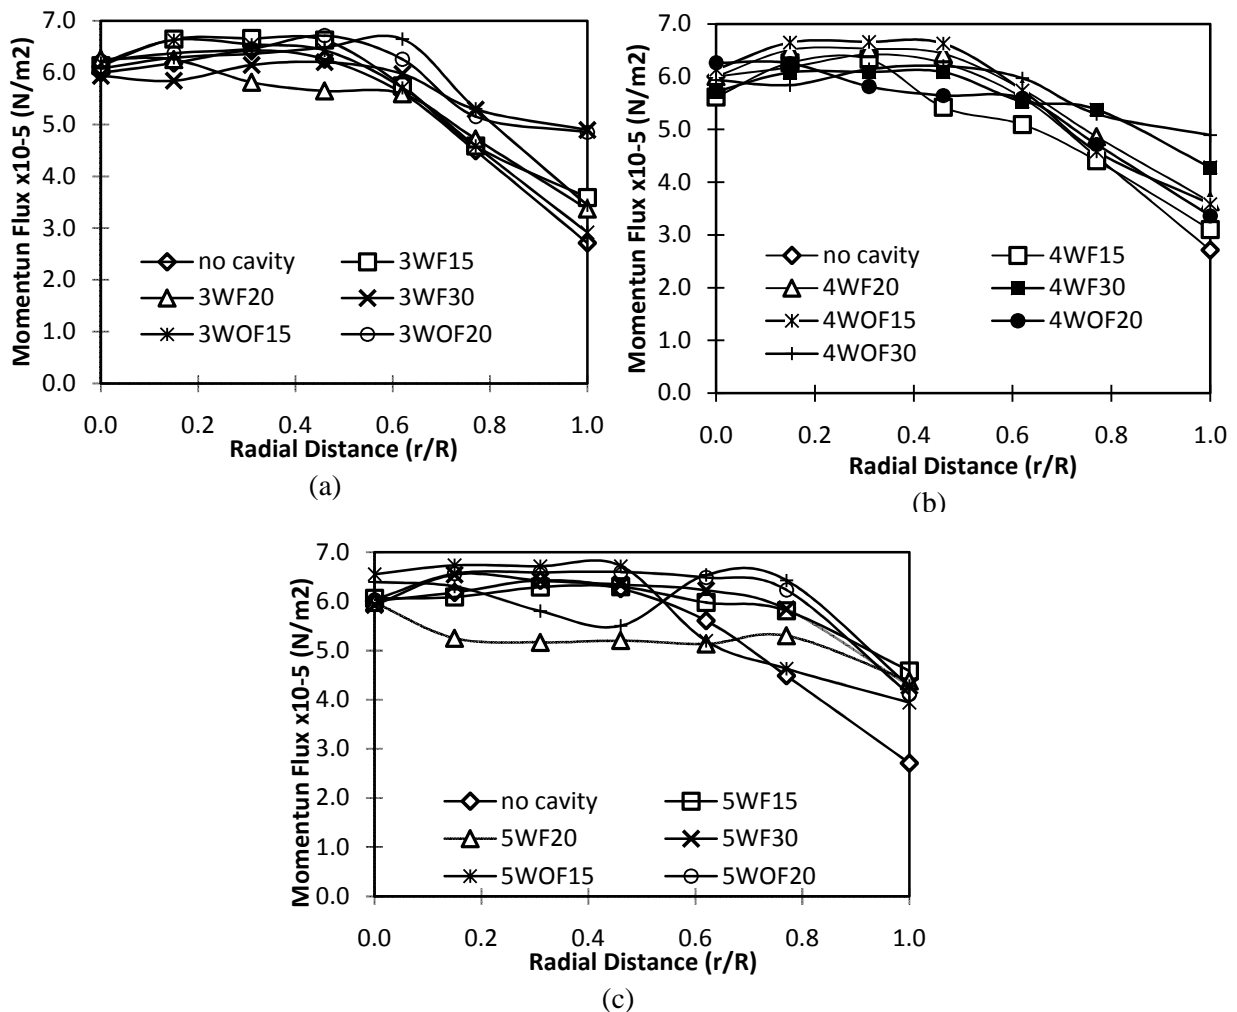 Momentun Flux x10-5 (N/m2)
7.0
6.0
5.0
4.0
3.0
2.0
1.0
0.0
no cavity 3WF15
3WF20 3WF30
3WOF15 3WOF20
0.0 0.2 0.4 0.6 0.8 1.0
Radial Distance (r/R)
(a)
Momentun Flux x10-5 (N/m2)
7.0
6.0
5.0
4.0
3.0
2.0
1.0
0.0
no cavity 4WF15
4WF20 4WF30
4WOF15 4WOF20
4WOF30
0.0 0.2 0.4 0.6 0.8 1.0
Radial Distance (r/R)
(b)
Momentun Flux x10-5 (N/m2)
7.0
6.0
5.0
4.0
3.0
2.0
1.0
0.0
no cavity 5WF15
5WF20 5WF30
5WOF15 5WOF20
0.0 0.2 0.4 0.6 0.8 1.0
Radial Distance (r/R)
(c)